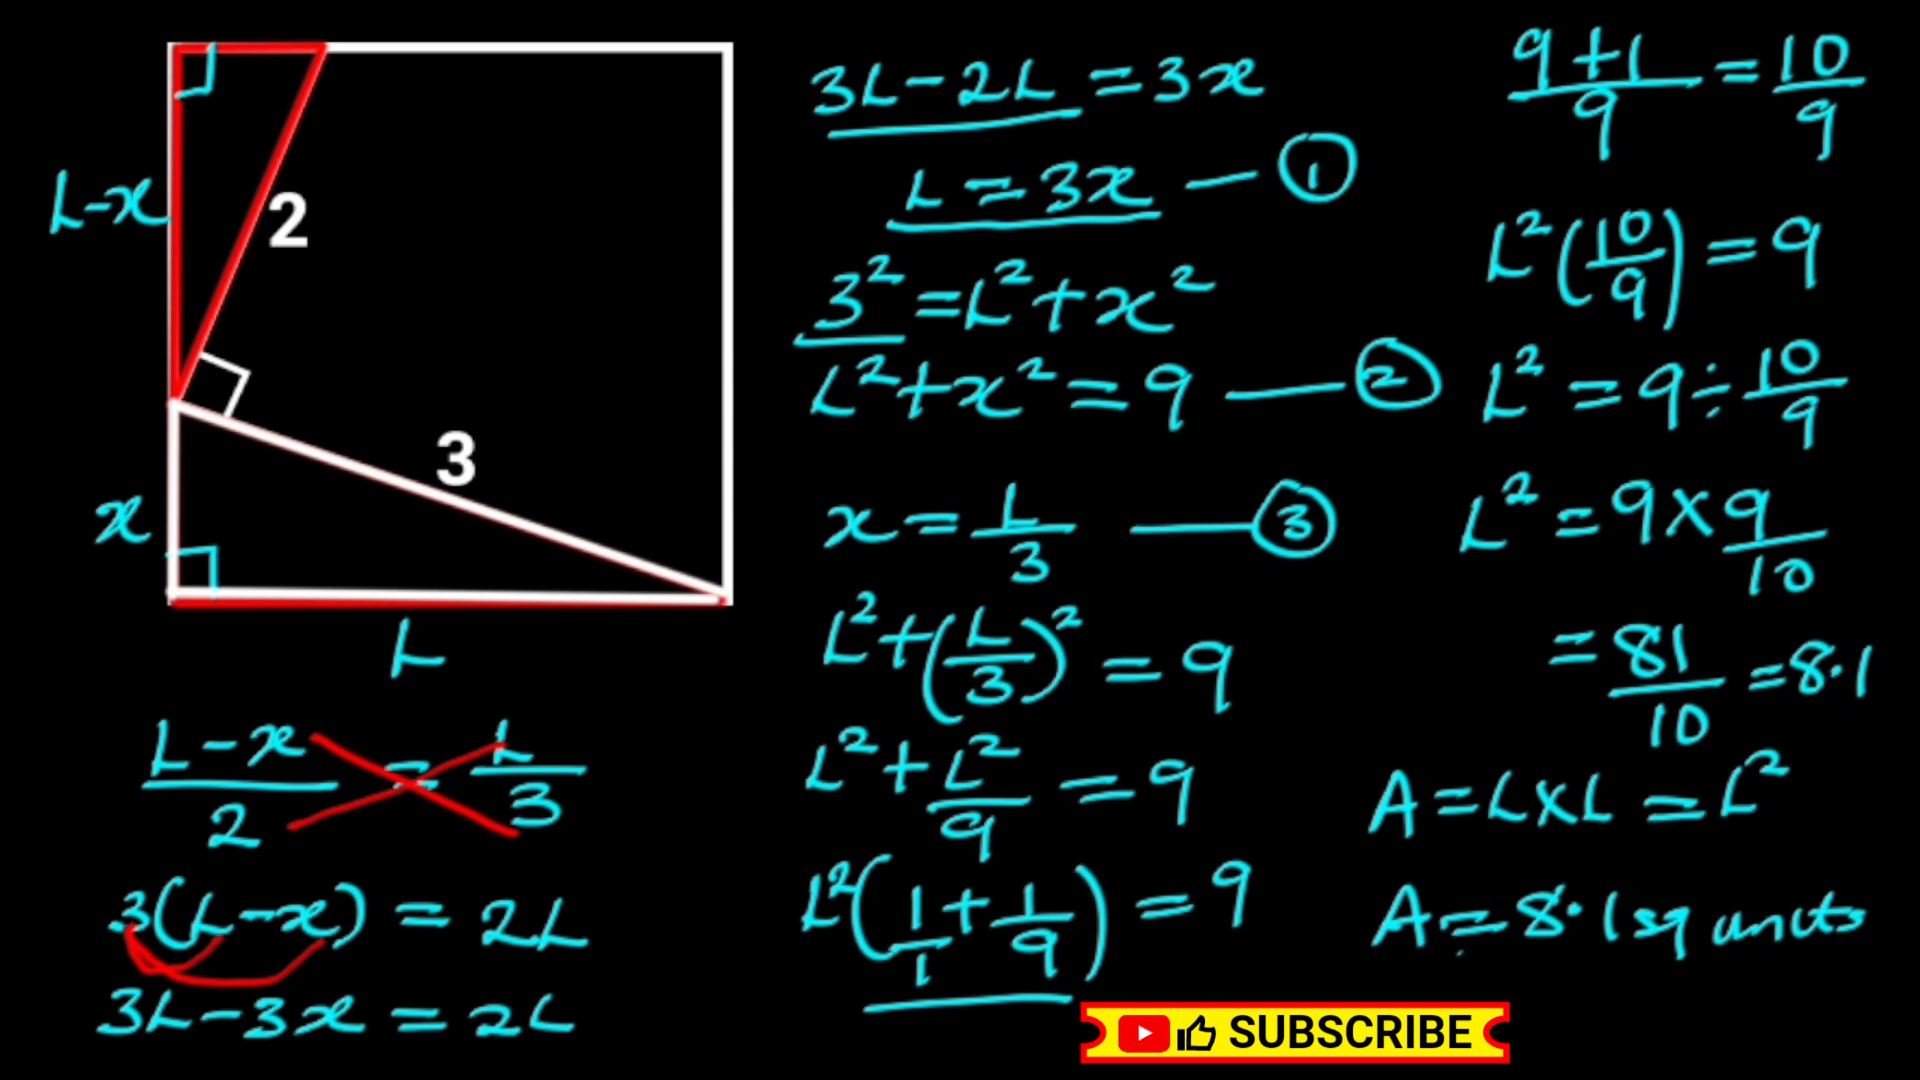 L-x
2
3
x
L
(L-x)/2 = L/3
3(L-x) = 2L
3L-3x = 2L
3L-2L = 3x
L = 3x — ①
3² = L²+x²
L²+x² = 9 — ②
x = L/3 — ③
L²+(L/3)² = 9
L²+L²/9 = 9
L²(1/1+1/9) = 9
(9+1)/9 = 10/9
L²(10/9) = 9
L² = 9÷10/9
L² = 9×9/10
= 81/10 = 8.1
A = L×L = L²
A = 8.1 sq units
SUBSCRIBE